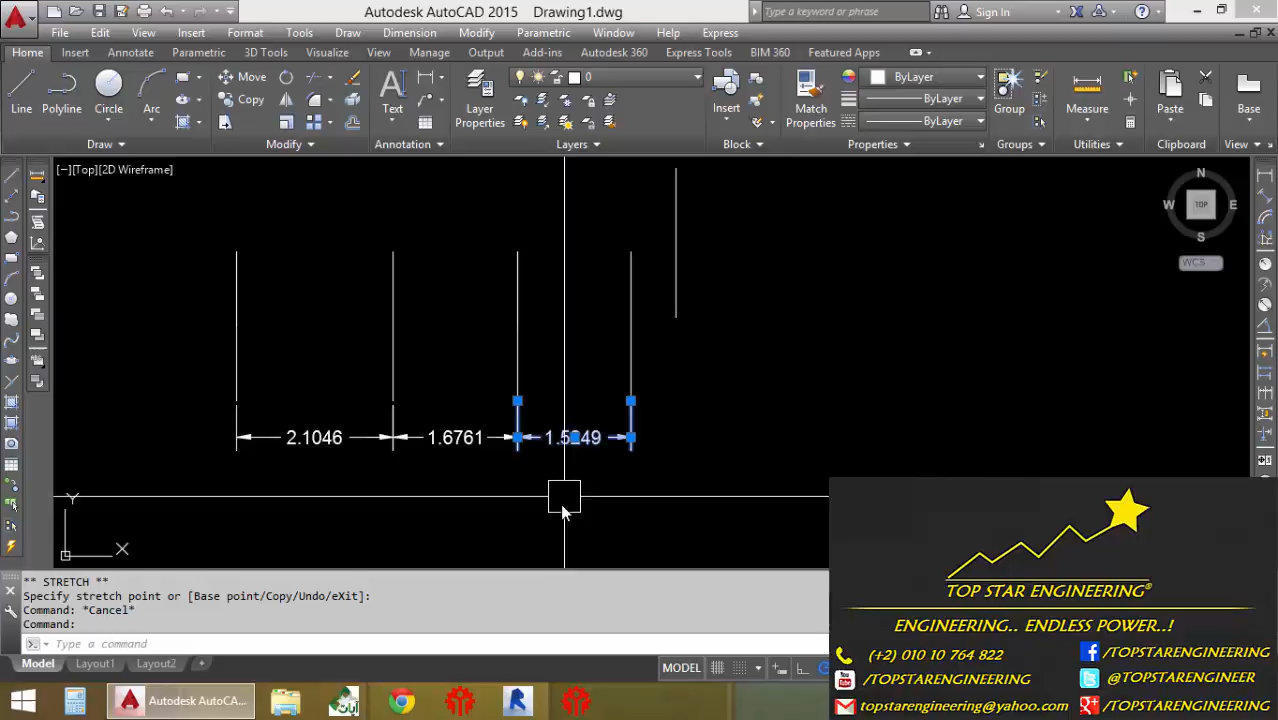 Autodesk AutoCAD 2015 Drawing1.dwg
Type a keyword or phrase
Sign In
File Edit View Insert Format Tools Draw Dimension Modify Parametric Window Help Express
Home Insert Annotate Parametric 3D Tools Visualize View Manage Output Add-ins Autodesk 360 Express Tools BIM 360 Featured Apps
Line Polyline Circle Arc
Move
Copy
Text
Layer
Properties
0
Insert
Match
Properties
ByLayer
ByLayer
ByLayer
Group
Measure
Paste
Base
Draw Modify Annotation Layers Block Properties Groups Utilities Clipboard View
[−][Top][2D Wireframe]
N
W TOP E
S
WCS
2.1046 1.6761 1.5249
Y
X
** STRETCH **
Specify stretch point or [Base point/Copy/Undo/eXit]:
Command: *Cancel*
Command:
Type a command
Model Layout1 Layout2 +
MODEL
AutoCAD AutoCA...
TOP STAR ENGINEERING®
ENGINEERING.. ENDLESS POWER..!
(+2) 010 10 764 822
/TOPSTARENGINEERING
/TOPSTARENGINEERING
@TOPSTARENGINEER
topstarengineering@yahoo.com
/TOPSTARENGINEERING